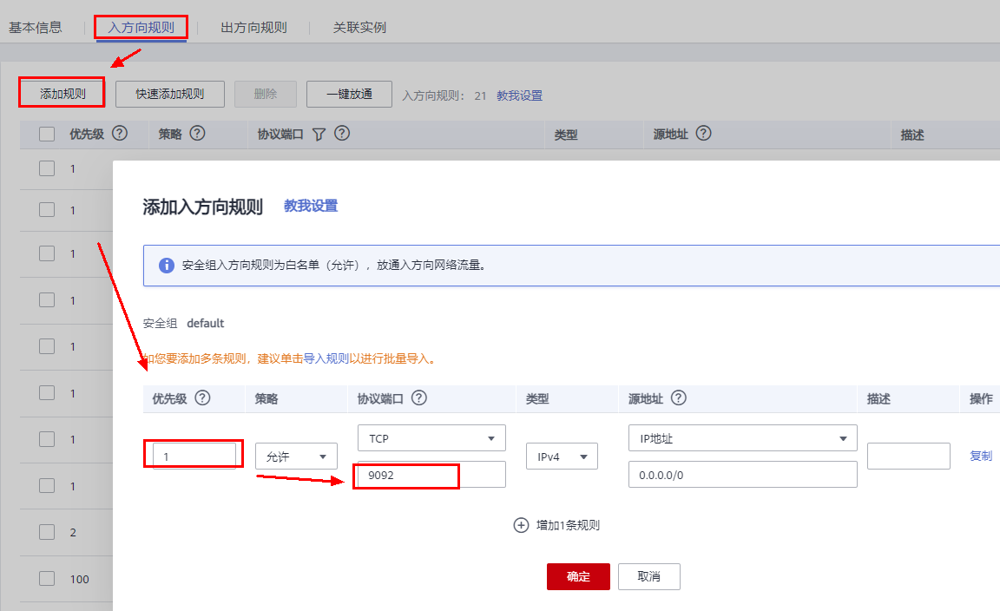 基本信息 入方向规则 出方向规则 关联实例
添加规则 快速添加规则 删除 一键放通 入方向规则： 21 教我设置
优先级 策略 协议端口 类型 源地址 描述
1
1
1
1
1
1
1
1
2
100
添加入方向规则 教我设置
安全组入方向规则为白名单（允许），放通入方向网络流量。
安全组 default
如您要添加多条规则，建议单击导入规则以进行批量导入。
优先级 策略 协议端口 类型 源地址 描述 操作
1 允许 TCP IPv4 IP地址 复制
9092 0.0.0.0/0
增加1条规则
确定 取消